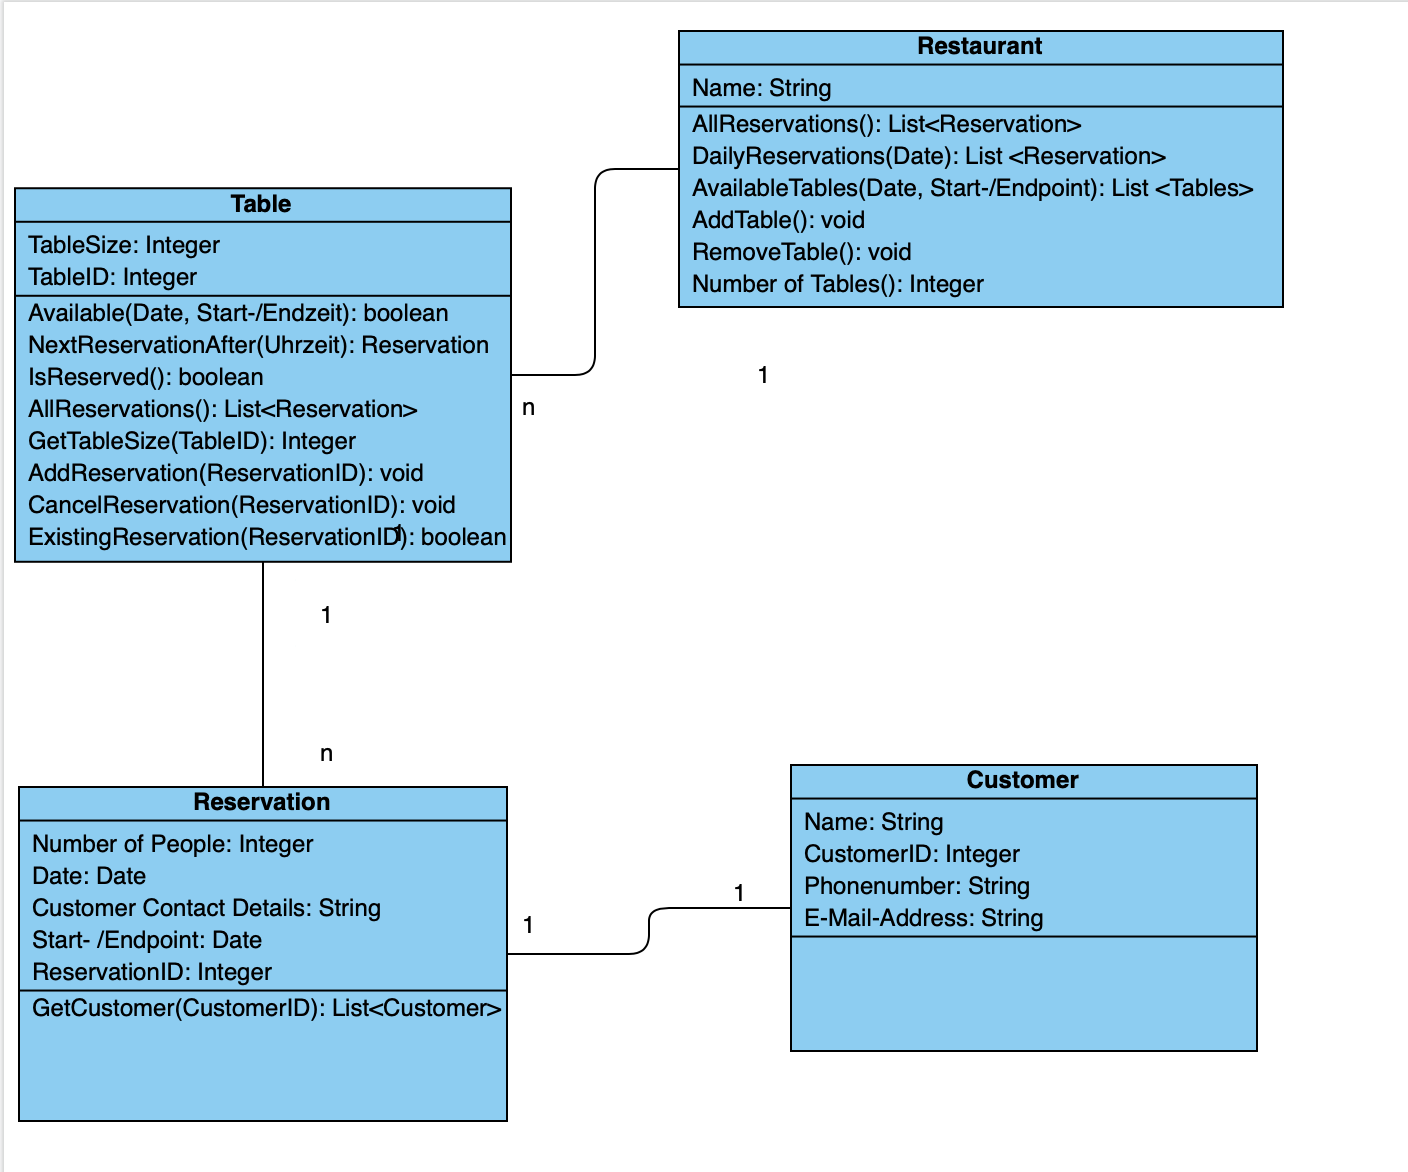 Restaurant
Name: String
AllReservations(): List<Reservation>
DailyReservations(Date): List <Reservation>
AvailableTables(Date, Start-/Endpoint): List <Tables>
AddTable(): void
RemoveTable(): void
Number of Tables(): Integer
Table
TableSize: Integer
TableID: Integer
Available(Date, Start-/Endzeit): boolean
NextReservationAfter(Uhrzeit): Reservation
IsReserved(): boolean
AllReservations(): List<Reservation>
GetTableSize(TableID): Integer
AddReservation(ReservationID): void
CancelReservation(ReservationID): void
ExistingReservation(ReservationID): boolean
1
1
n
1
n
Reservation
Number of People: Integer
Date: Date
Customer Contact Details: String
Start- /Endpoint: Date
ReservationID: Integer
GetCustomer(CustomerID): List<Customer>
1
1
Customer
Name: String
CustomerID: Integer
Phonenumber: String
E-Mail-Address: String